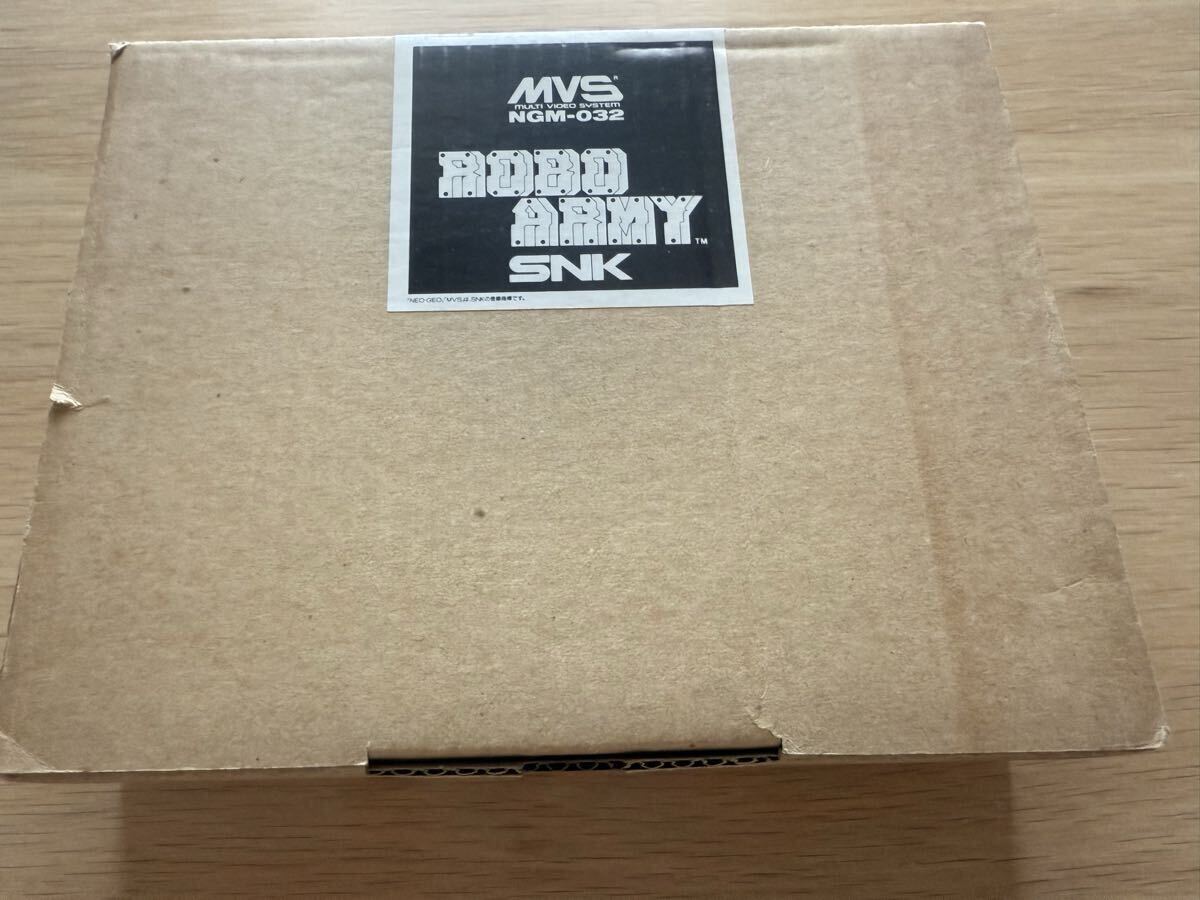 MVS®
MULTI VIDEO SYSTEM
NGM-032
ROBO
ARMY™
SNK
「NEO・GEO」「MVS」は、SNKの登録商標です。